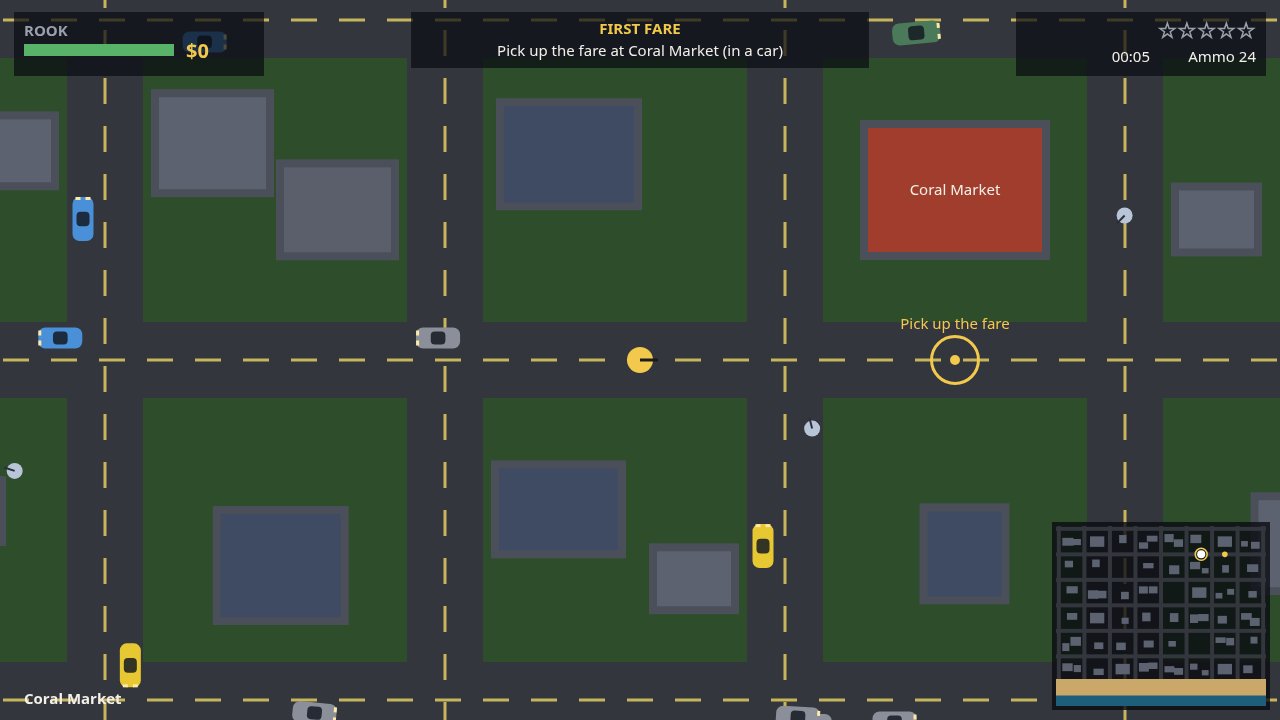 ROOK
$0
FIRST FARE
Pick up the fare at Coral Market (in a car)
☆☆☆☆☆
00:05 Ammo 24
Coral Market
Pick up the fare
Coral Market